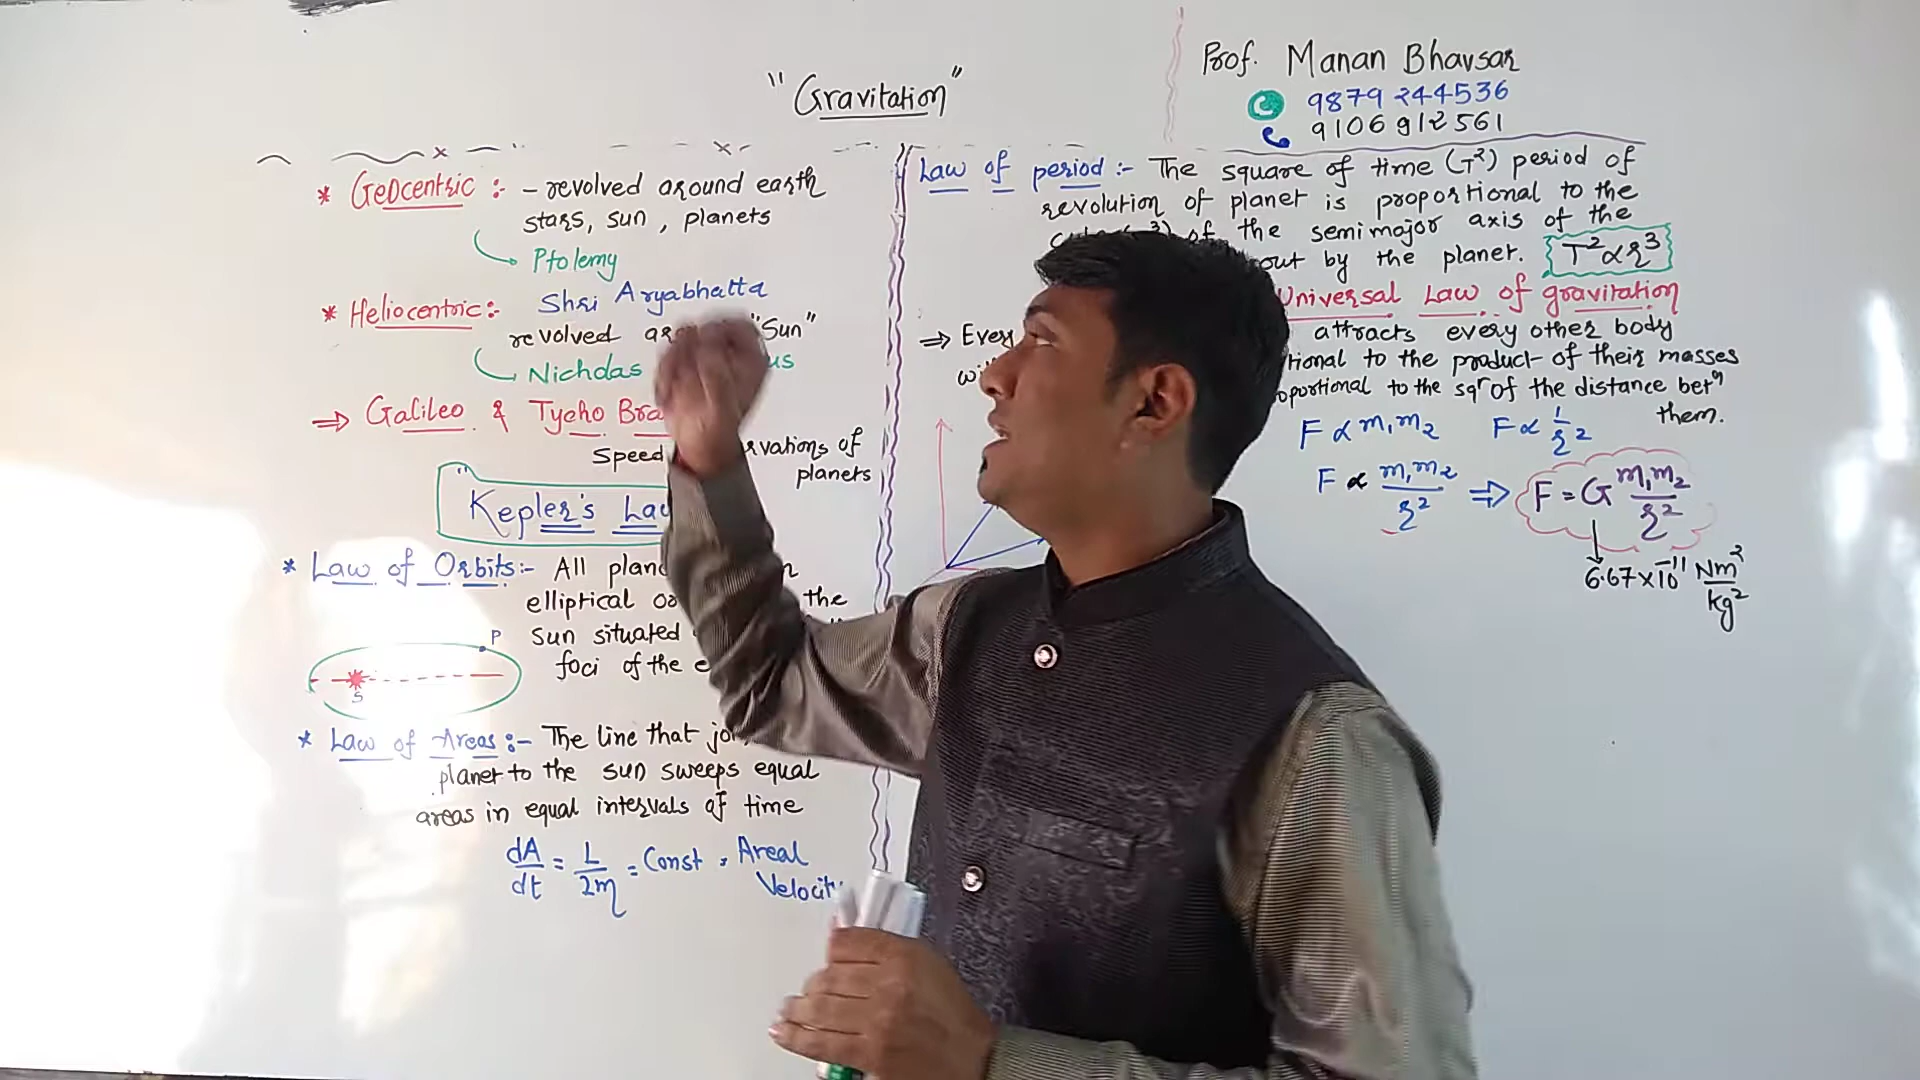 "Gravitation"
Prof. Manan Bhavsar
9879 244536
9106 912561
* Geocentric :- - revolved around earth
stars, sun, planets
Ptolemy
* Heliocentric:- Shri Aryabhatta
revolved "Sun"
⇒ Galileo & Tycho
Speed
planets
"Kepler's
* Law of Orbits:- All
elliptical the
P Sun situated
foci of the
S
* Law of Areas :- The line that
planet to the sun sweeps equal
areas in equal intervals of time
dA/dt = L/2m = Const = Areal
Law of period :- The square of time (T²) period of
revolution of planet is proportional to the
of the semimajor axis of the
out by the planet. T² ∝ r³
Universal Law of gravitation
⇒ Every attracts every other body
to the product of their masses
to the sqr of the distance betn
them.
F ∝ m₁m₂ F ∝ 1/r²
F ∝ m₁m₂/r² ⇒ F = G m₁m₂/r²
6.67×10⁻¹¹ Nm²/kg²